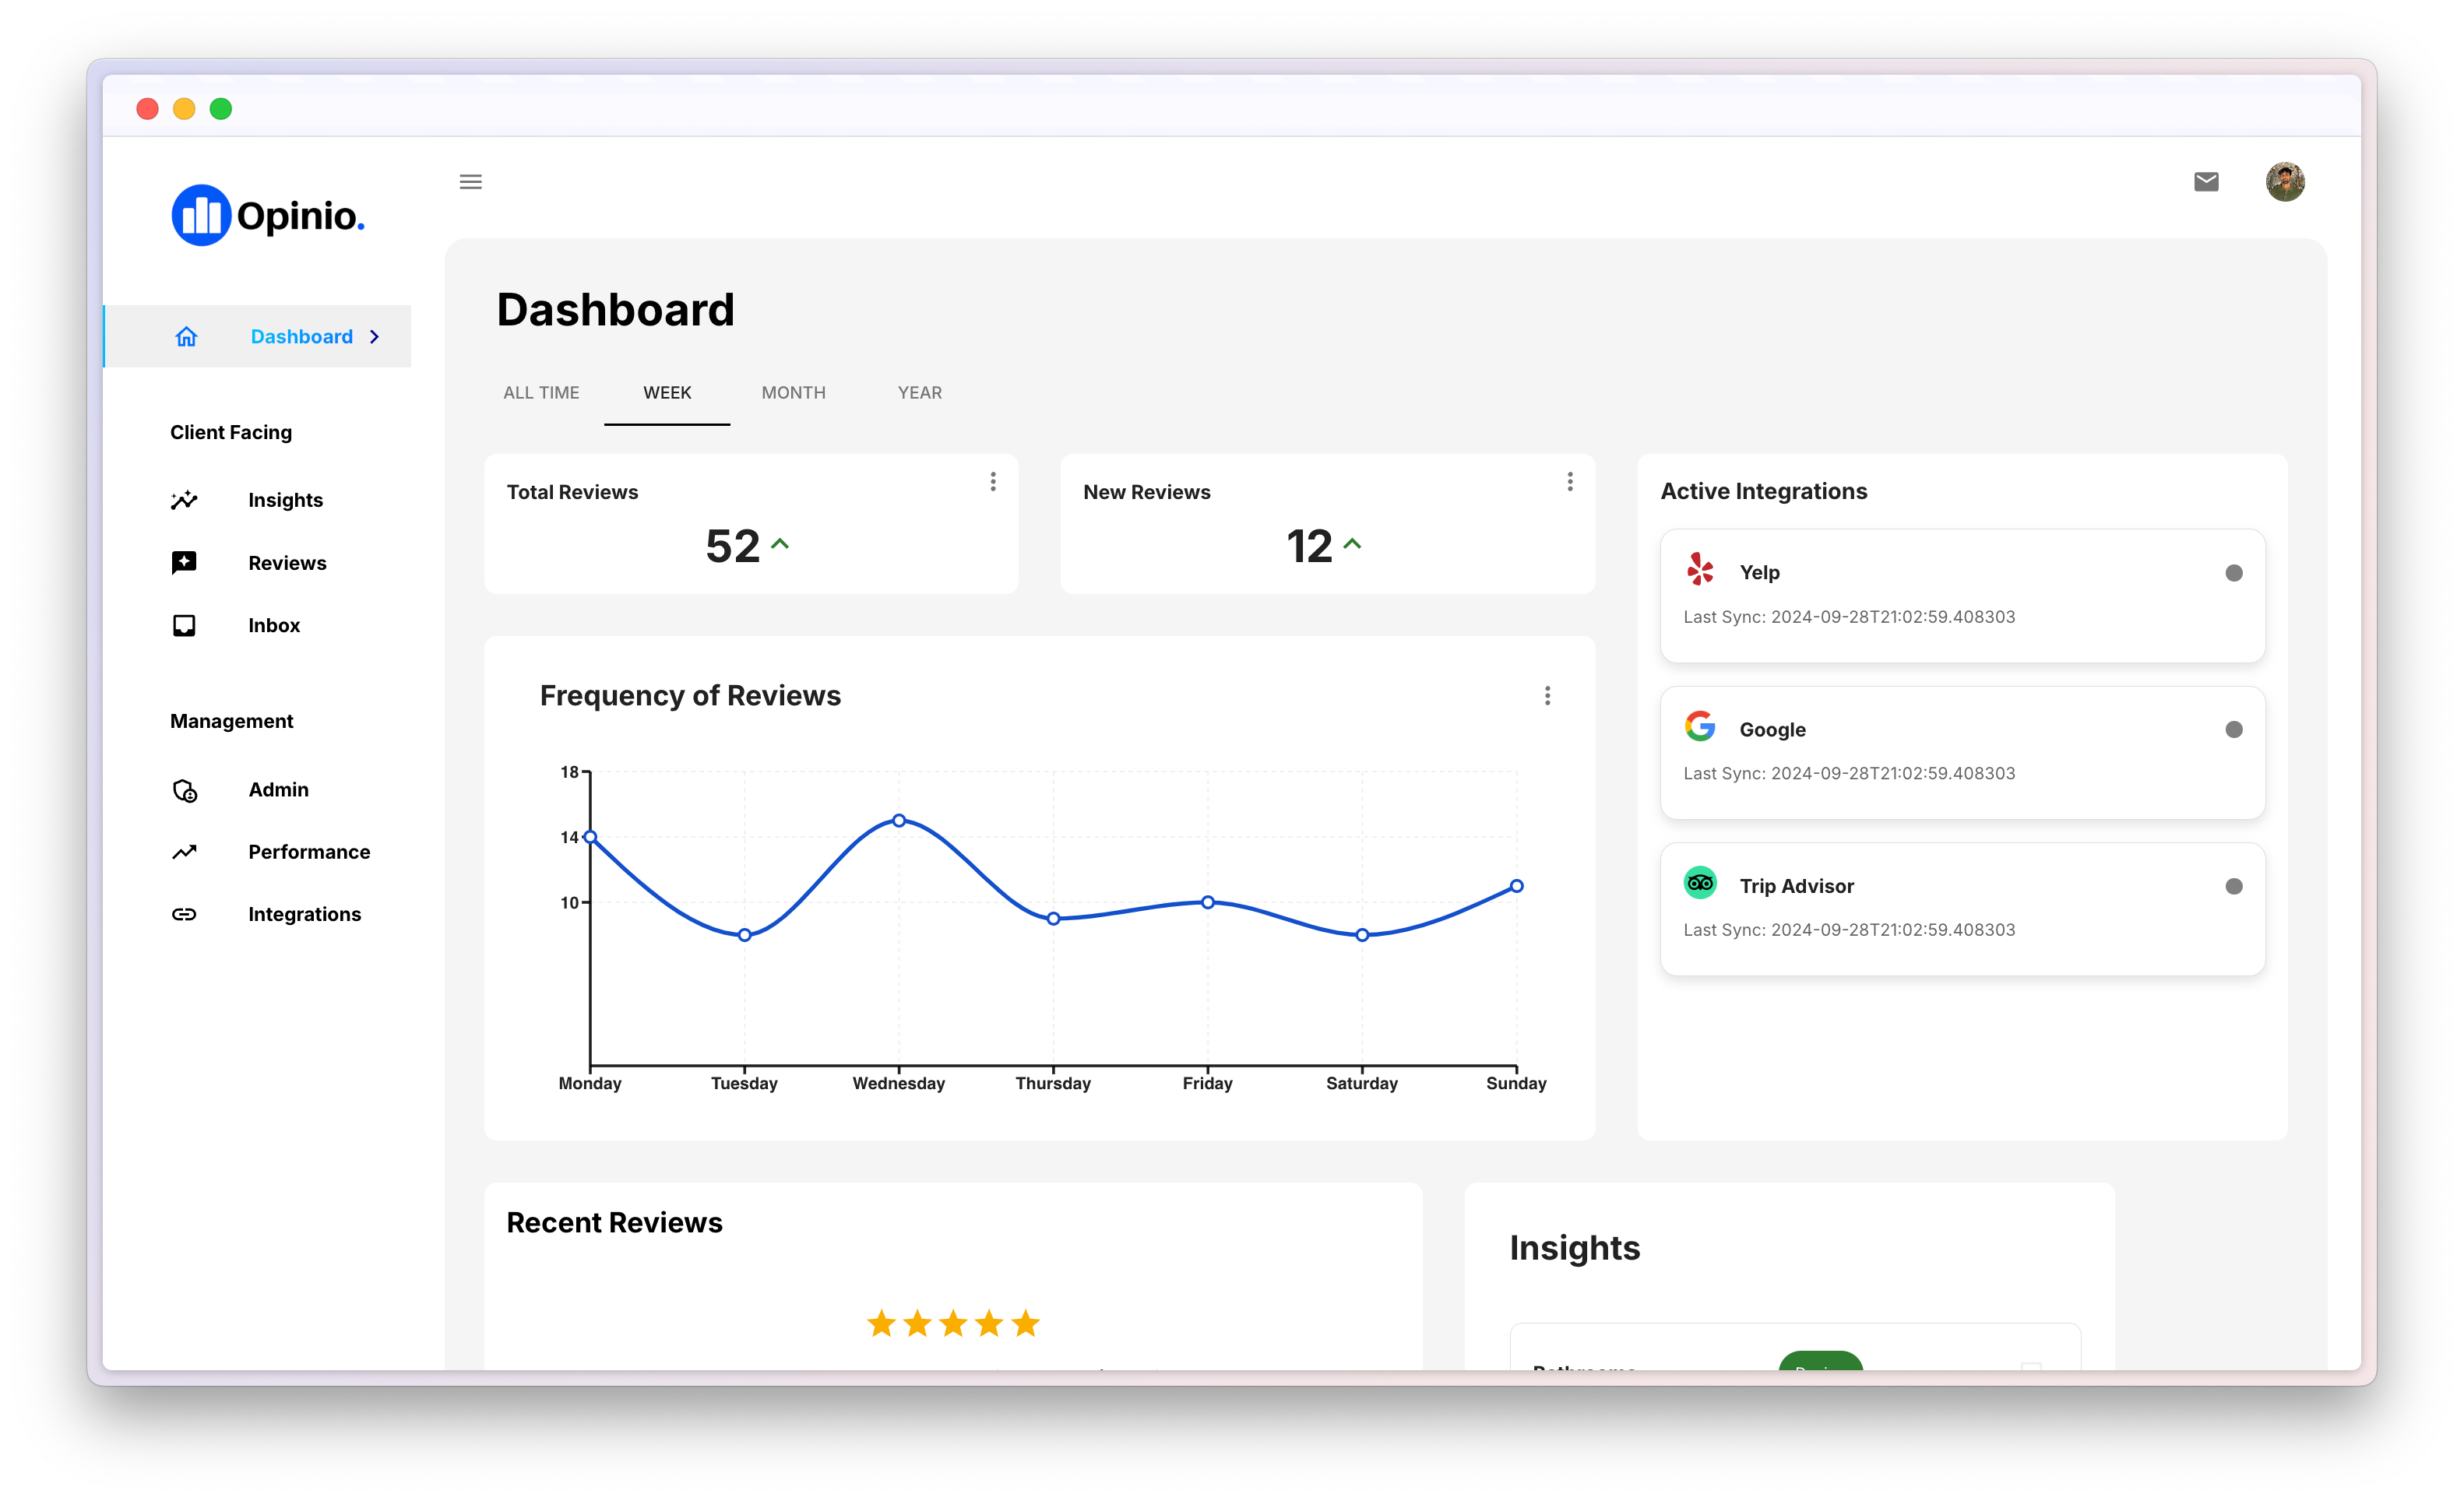 Opinio.
Dashboard
Client Facing
Insights
Reviews
Inbox
Management
Admin
Performance
Integrations
Dashboard
ALL TIME WEEK MONTH YEAR
Total Reviews
52
New Reviews
12
Frequency of Reviews
18
14
10
Monday Tuesday Wednesday Thursday Friday Saturday Sunday
Active Integrations
Yelp
Last Sync: 2024-09-28T21:02:59.408303
Google
Last Sync: 2024-09-28T21:02:59.408303
Trip Advisor
Last Sync: 2024-09-28T21:02:59.408303
Recent Reviews
Insights